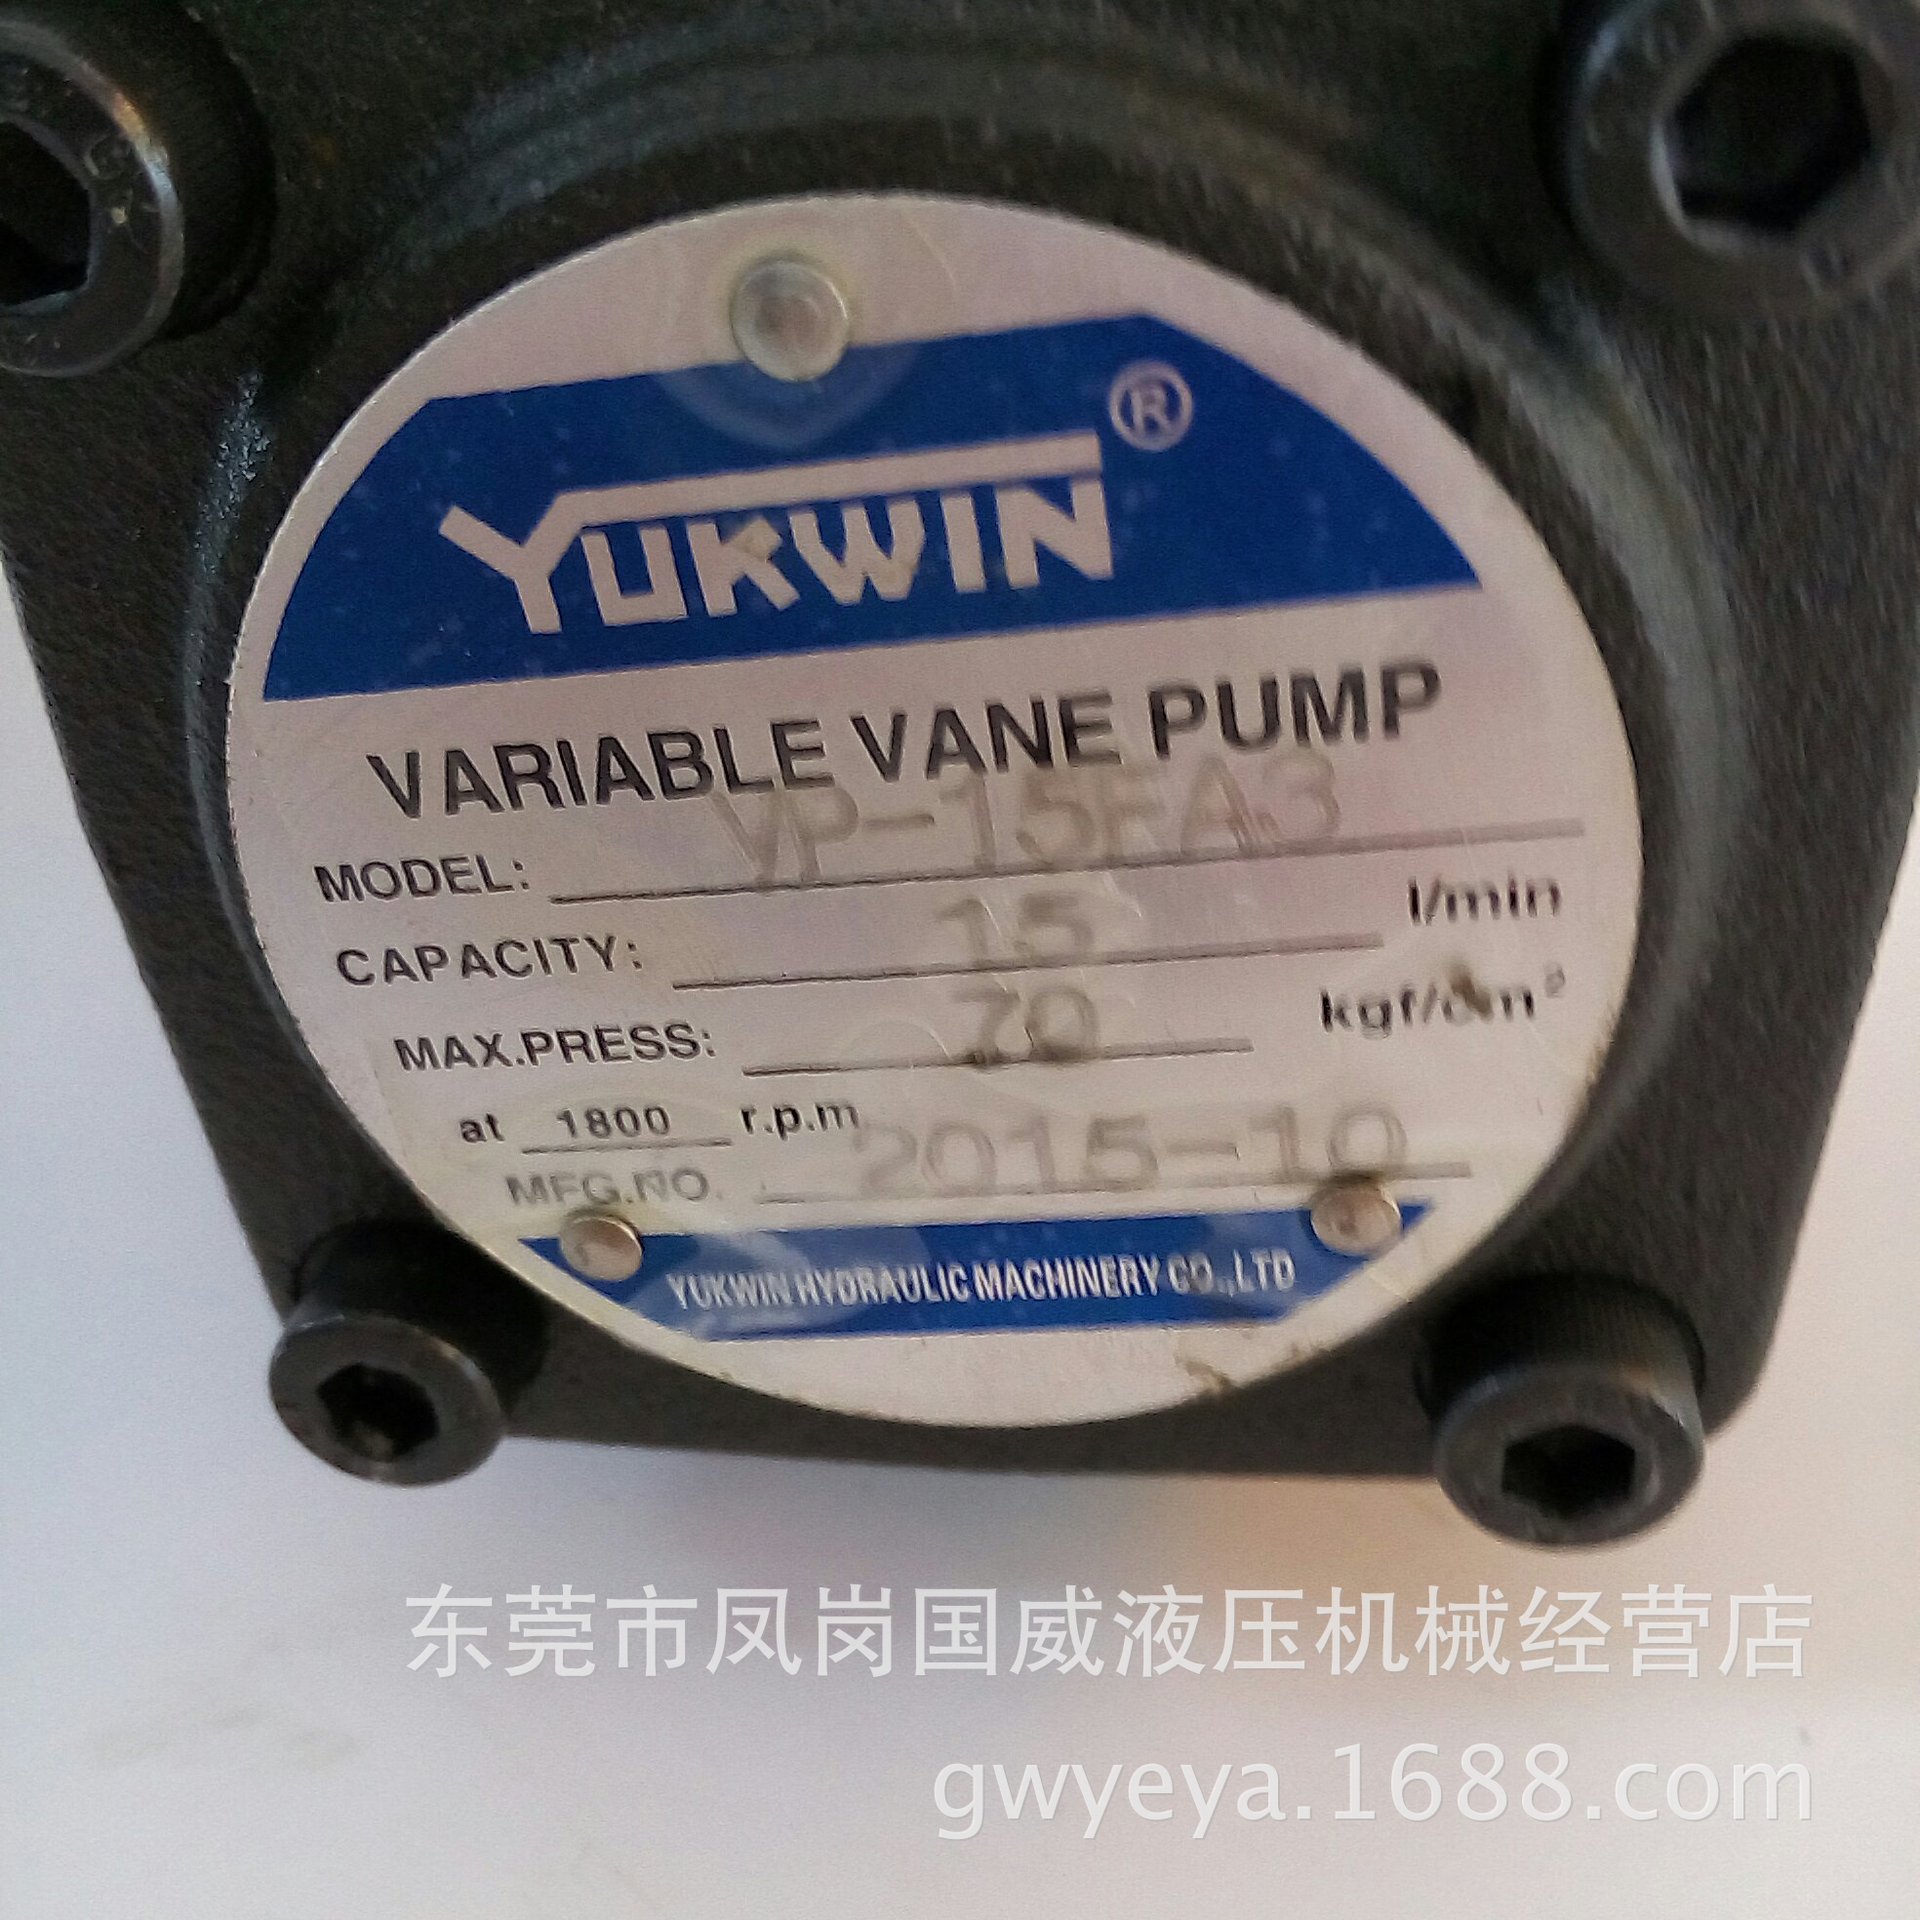 YUKWIN ®
VARIABLE VANE PUMP
MODEL: VP-15FA3
CAPACITY: 15 l/min
MAX.PRESS: 70 kgf/cm²
at 1800 r.p.m
MFG.NO. 2015-10
YUKWIN HYDRAULIC MACHINERY CO.,LTD
东莞市凤岗国威液压机械经营店
gwyeya.1688.com